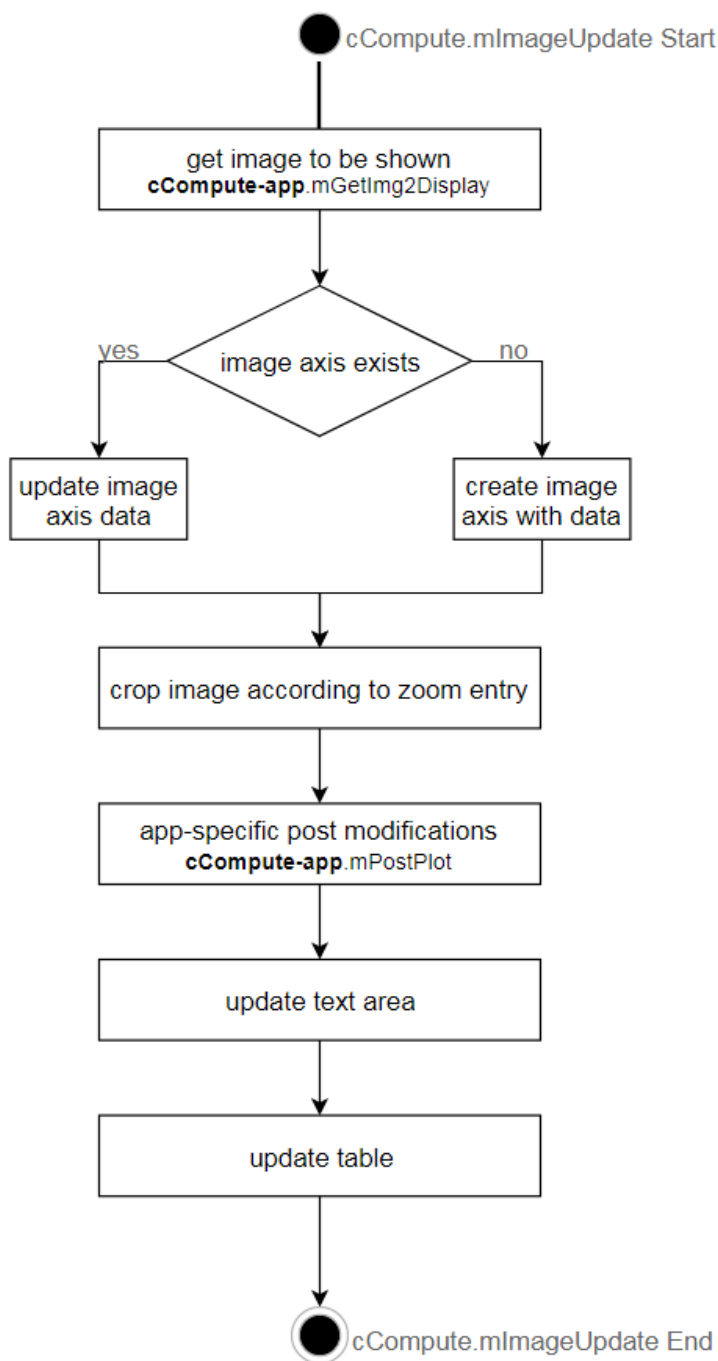 cCompute.mImageUpdate Start
get image to be shown
cCompute-app.mGetImg2Display
image axis exists
yes
no
update image
axis data
create image
axis with data
crop image according to zoom entry
app-specific post modifications
cCompute-app.mPostPlot
update text area
update table
cCompute.mImageUpdate End